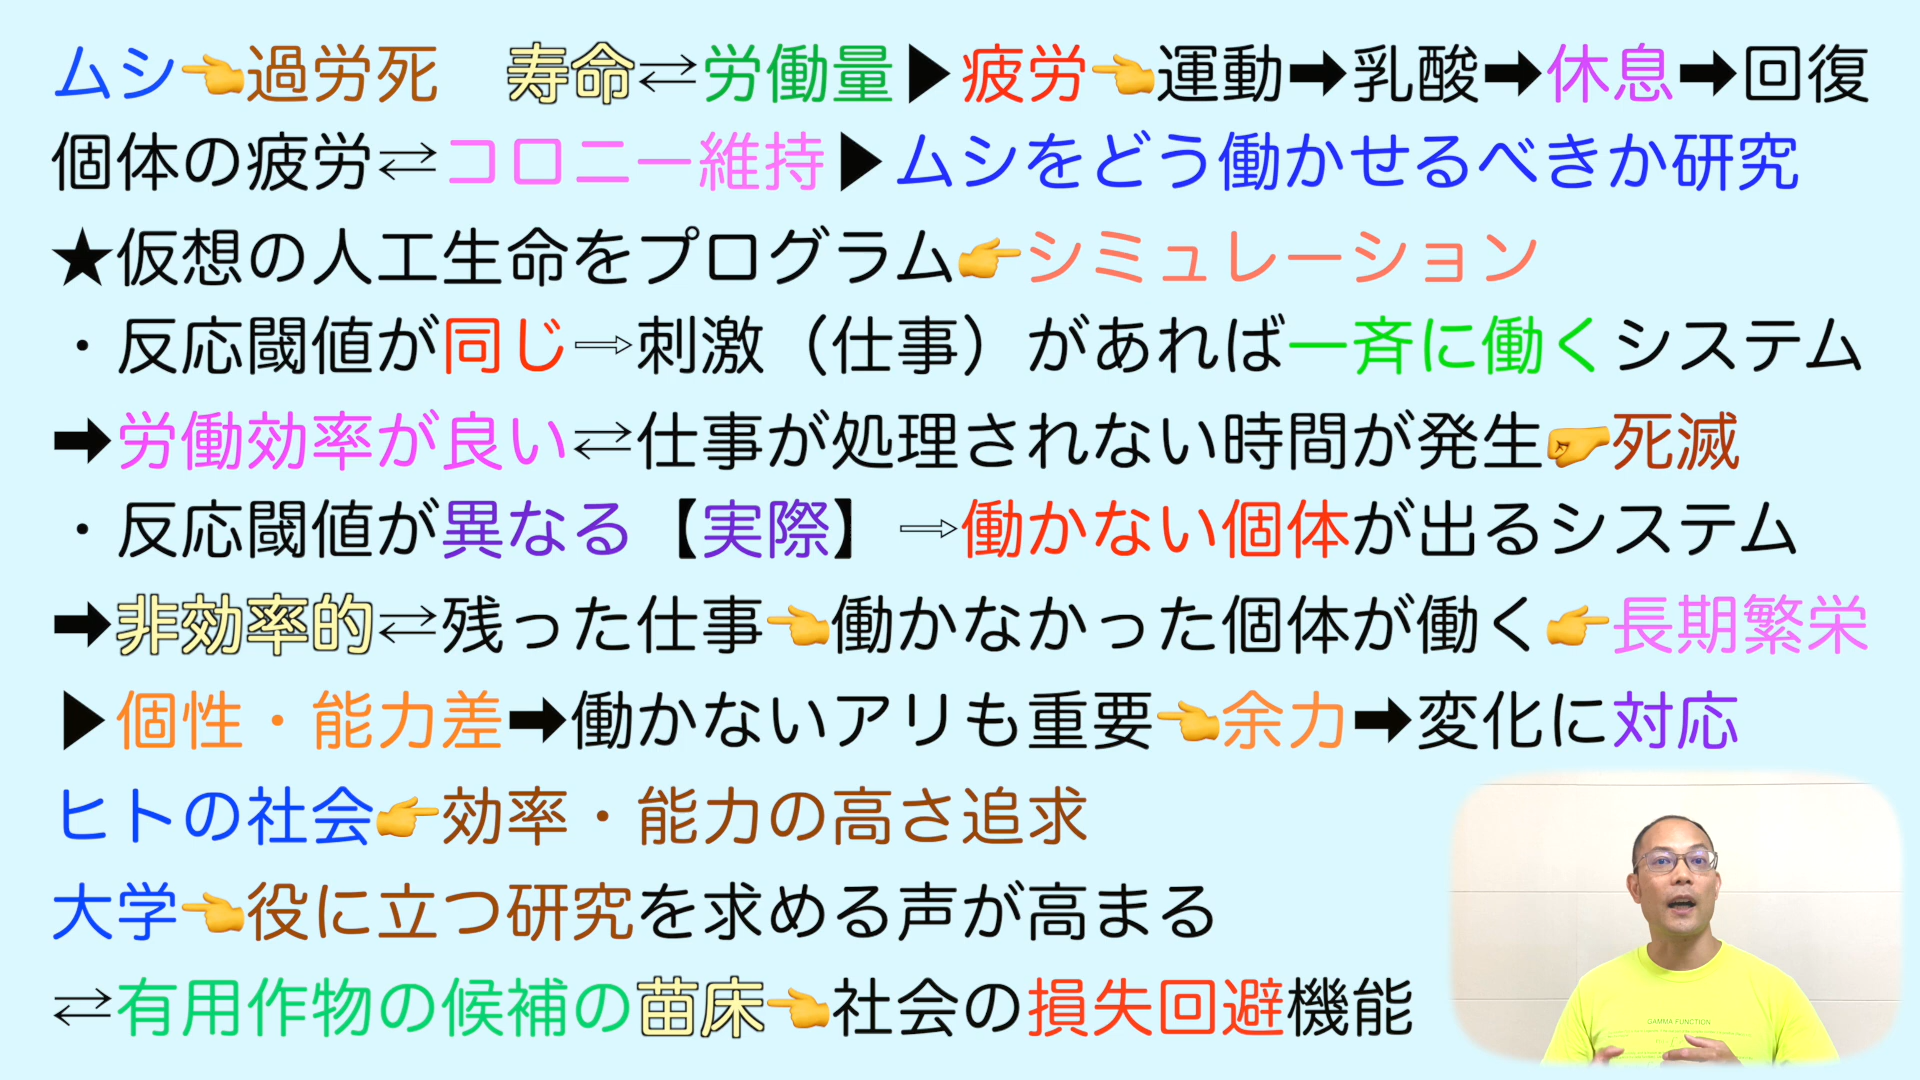 ムシ👈過労死　寿命⇄労働量▶疲労👈運動➡乳酸➡休息➡回復
個体の疲労⇄コロニー維持▶ムシをどう働かせるべきか研究
★仮想の人工生命をプログラム👉シミュレーション
・反応閾値が同じ⇨刺激（仕事）があれば一斉に働くシステム
➡労働効率が良い⇄仕事が処理されない時間が発生🤛死滅
・反応閾値が異なる【実際】⇨働かない個体が出るシステム
➡非効率的⇄残った仕事👈働かなかった個体が働く👉長期繁栄
▶個性・能力差➡働かないアリも重要👈余力➡変化に対応
ヒトの社会👉効率・能力の高さ追求
大学👈役に立つ研究を求める声が高まる
⇄有用作物の候補の苗床👈社会の損失回避機能
GAMMA FUNCTION